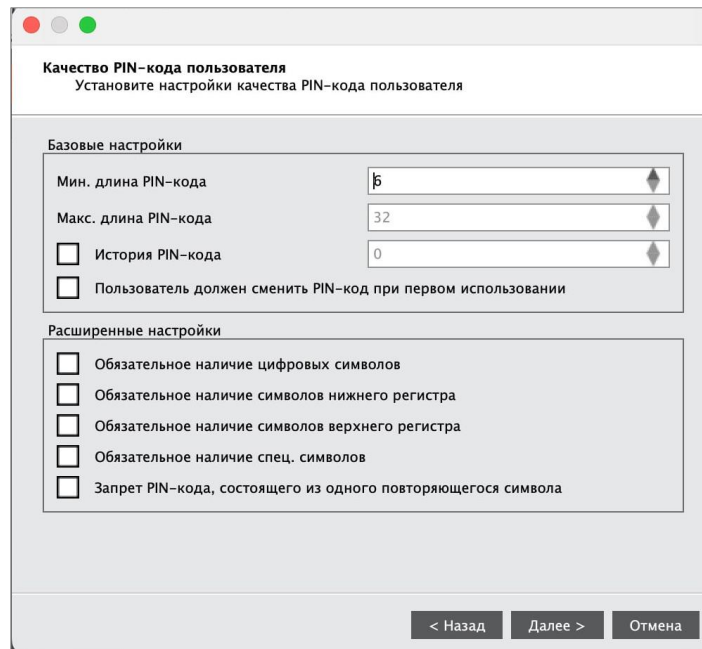 Качество PIN-кода пользователя
Установите настройки качества PIN-кода пользователя
Базовые настройки
Мин. длина PIN-кода 6
Макс. длина PIN-кода 32
История PIN-кода 0
Пользователь должен сменить PIN-код при первом использовании
Расширенные настройки
Обязательное наличие цифровых символов
Обязательное наличие символов нижнего регистра
Обязательное наличие символов верхнего регистра
Обязательное наличие спец. символов
Запрет PIN-кода, состоящего из одного повторяющегося символа
< Назад Далее > Отмена